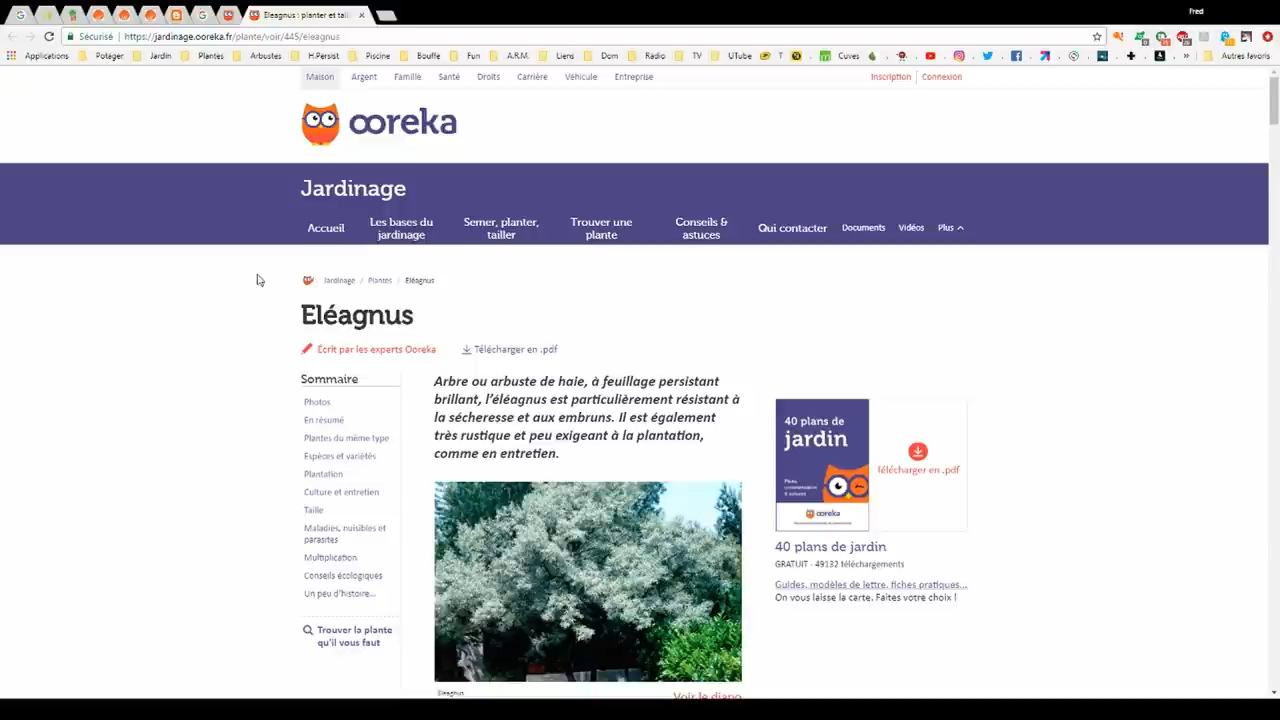 Fred
Eleagnus : planter et taill
Sécurisé https://jardinage.ooreka.fr/plante/voir/445/eleagnus
Applications Potager Jardin Plantes Arbustes H.Persist Piscine Bouffe Fun A.R.M. Liens Dom Radio TV UTube T Cuves » Autres favoris
Maison Argent Famille Santé Droits Carrière Véhicule Entreprise Inscription Connexion
ooreka
Jardinage
Accueil
Les bases du
jardinage
Semer, planter,
tailler
Trouver une
plante
Conseils &
astuces
Qui contacter
Documents
Vidéos
Plus
Jardinage / Plantes / Eléagnus
Eléagnus
Écrit par les experts Ooreka
Télécharger en .pdf
Sommaire
Photos
En résumé
Plantes du même type
Espèces et variétés
Plantation
Culture et entretien
Taille
Maladies, nuisibles et
parasites
Multiplication
Conseils écologiques
Un peu d'histoire...
Trouver la plante
qu'il vous faut
Arbre ou arbuste de haie, à feuillage persistant
brillant, l'éléagnus est particulièrement résistant à
la sécheresse et aux embruns. Il est également
très rustique et peu exigeant à la plantation,
comme en entretien.
Eleagnus
Voir le diapo
40 plans de
jardin
ooreka
Télécharger en .pdf
40 plans de jardin
GRATUIT - 49132 téléchargements
Guides, modèles de lettre, fiches pratiques...
On vous laisse la carte. Faites votre choix !